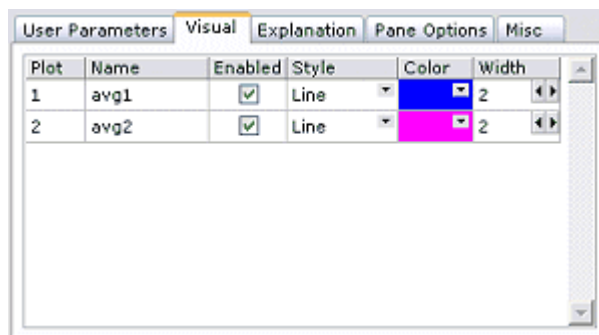 User Parameters Visual Explanation Pane Options Misc
Plot Name Enabled Style Color Width
1 avg1 Line 2
2 avg2 Line 2